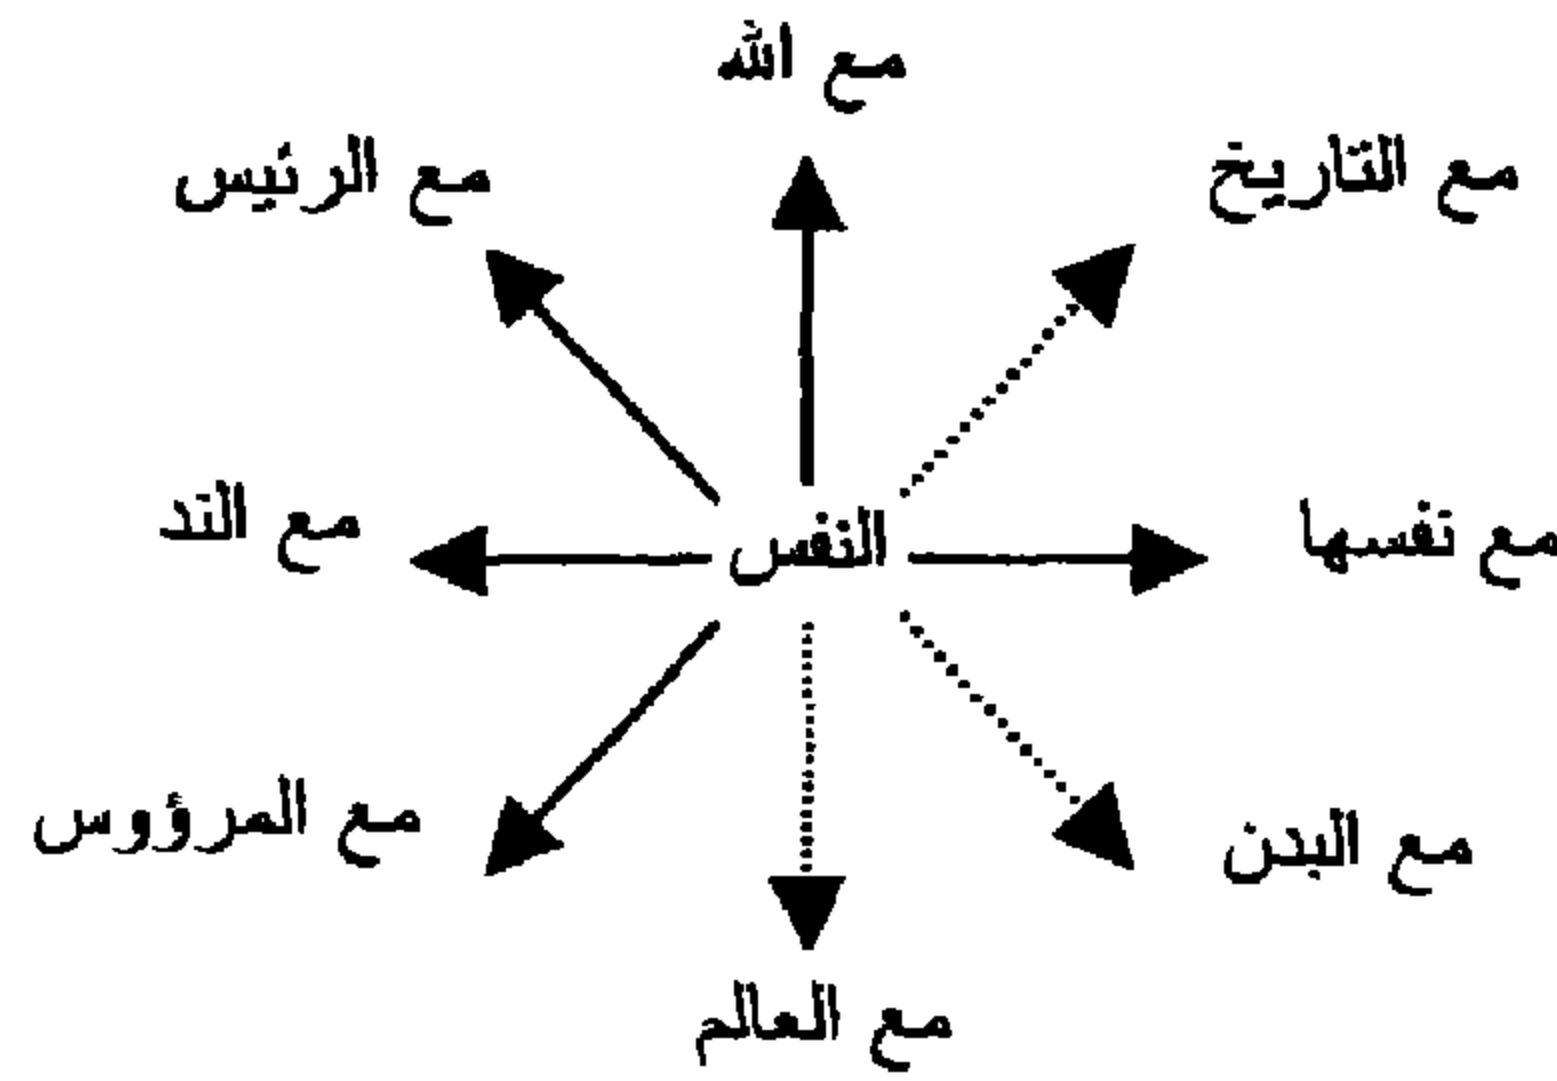 مع الله
مع التاريخ
مع الرئيس
مع نفسها
النفس
مع الند
مع البدن
مع المرؤوس
مع العالم